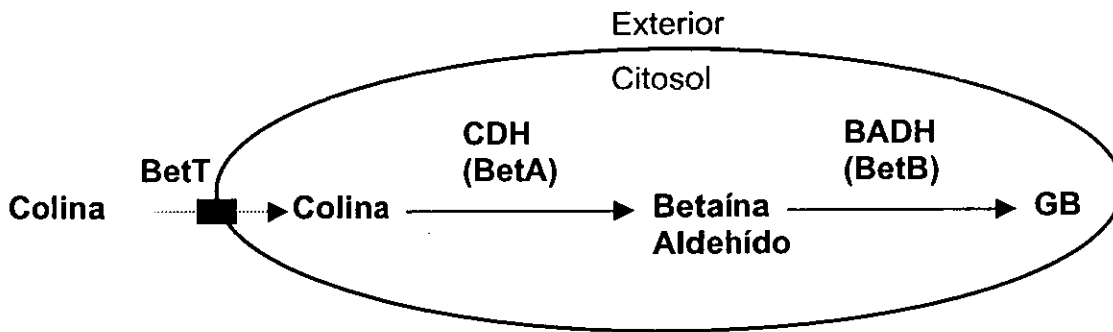 Exterior
Citosol
CDH
(BetA)
BADH
(BetB)
BetT
Colina
Colina
Betaína
Aldehído
GB